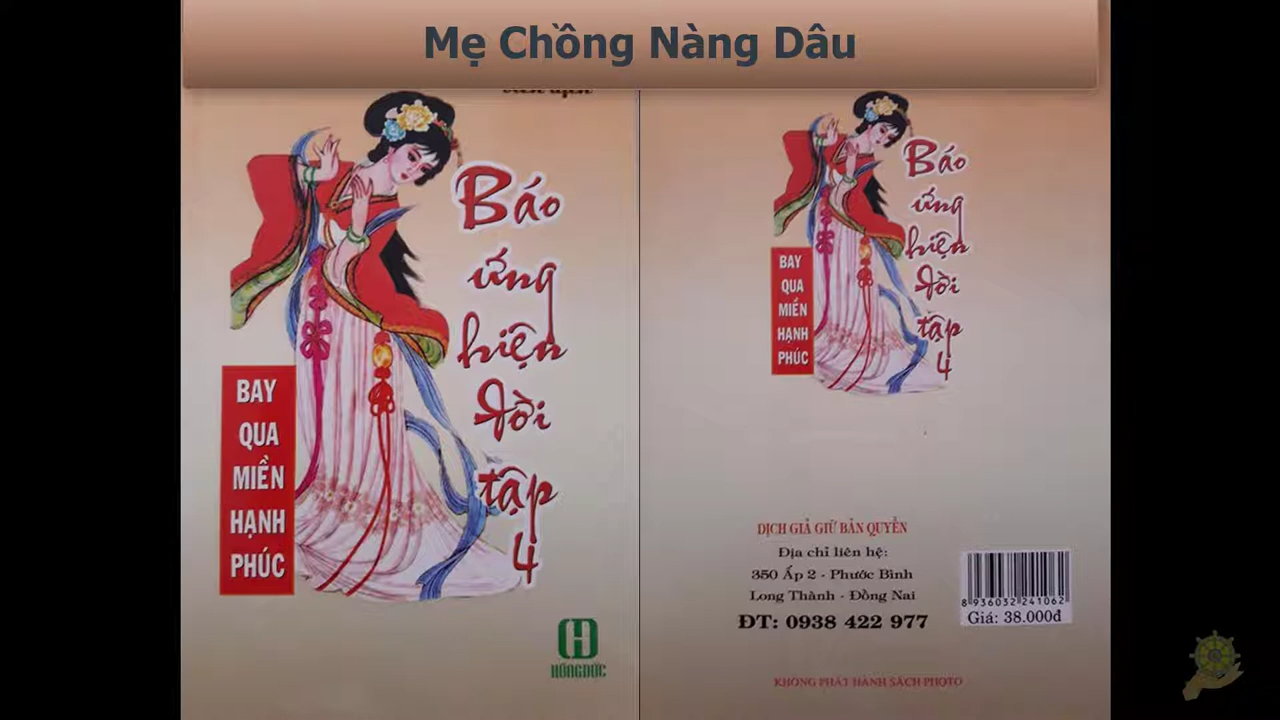 Mẹ Chồng Nàng Dâu
Báo
ứng
hiện
đời
tập
4
BAY
QUA
MIỀN
HẠNH
PHÚC
HỒNG ĐỨC
Báo
ứng
hiện
đời
tập
4
BAY
QUA
MIỀN
HẠNH
PHÚC
DỊCH GIẢ GIỮ BẢN QUYỀN
Địa chỉ liên hệ:
350 Ấp 2 - Phước Bình
Long Thành - Đồng Nai
ĐT: 0938 422 977
8 936032 241062
Giá: 38.000đ
KHÔNG PHÁT HÀNH SÁCH PHOTO